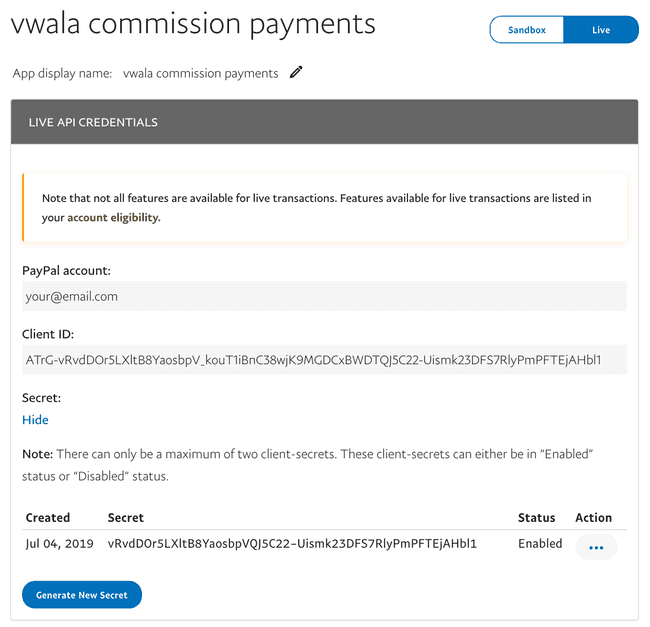 vwala commission payments
Sandbox
Live
App display name: vwala commission payments
LIVE API CREDENTIALS
Note that not all features are available for live transactions. Features available for live transactions are listed in
your account eligibility.
PayPal account:
your@email.com
Client ID:
ATrG-vRvdDOr5LXltB8YaosbpV_kouT1iBnC38wjK9MGDCxBWDTQJ5C22-Uismk23DFS7RlyPmPFTEjAHbl1
Secret:
Hide
Note: There can only be a maximum of two client-secrets. These client-secrets can either be in “Enabled”
status or “Disabled” status.
Created Secret Status Action
Jul 04, 2019 vRvdDOr5LXltB8YaosbpVQJ5C22-Uismk23DFS7RlyPmPFTEjAHbl1 Enabled
Generate New Secret